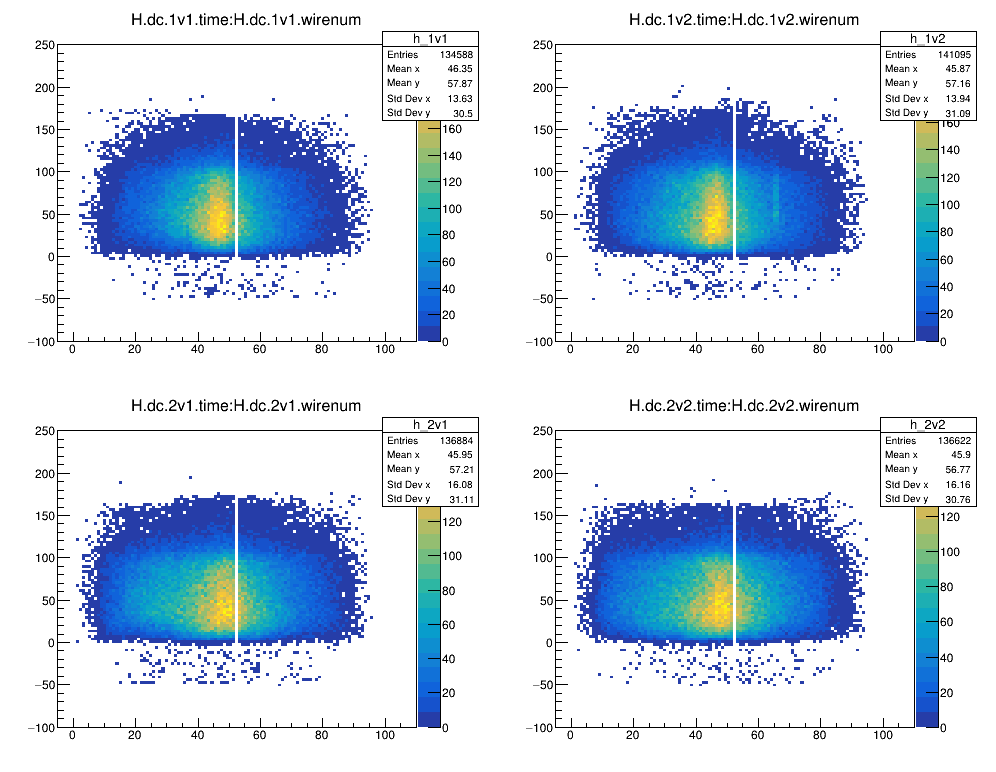 H.dc.1v1.time:H.dc.1v1.wirenum
h_1v1
Entries 134588
Mean x 46.35
Mean y 57.87
Std Dev x 13.63
Std Dev y 30.5
250
200
150
100
50
0
−50
−100
0 20 40 60 80 100
160
140
120
100
80
60
40
20
0
H.dc.1v2.time:H.dc.1v2.wirenum
h_1v2
Entries 141095
Mean x 45.87
Mean y 57.16
Std Dev x 13.94
Std Dev y 31.09
250
200
150
100
50
0
−50
−100
0 20 40 60 80 100
160
140
120
100
80
60
40
20
0
H.dc.2v1.time:H.dc.2v1.wirenum
h_2v1
Entries 136884
Mean x 45.95
Mean y 57.21
Std Dev x 16.08
Std Dev y 31.11
250
200
150
100
50
0
−50
−100
0 20 40 60 80 100
120
100
80
60
40
20
0
H.dc.2v2.time:H.dc.2v2.wirenum
h_2v2
Entries 136622
Mean x 45.9
Mean y 56.77
Std Dev x 16.16
Std Dev y 30.76
250
200
150
100
50
0
−50
−100
0 20 40 60 80 100
120
100
80
60
40
20
0